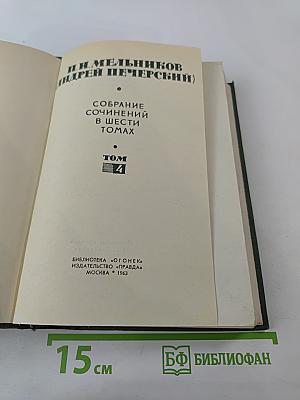 П. И. МЕЛЬНИКОВ
(АНДРЕЙ ПЕЧЕРСКИЙ)
СОБРАНИЕ
СОЧИНЕНИЙ
В ШЕСТИ
ТОМАХ
ТОМ
4
БИБЛИОТЕКА «ОГОНЕК»
ИЗДАТЕЛЬСТВО «ПРАВДА»
МОСКВА * 1963
15 см
БФ БИБЛИОФАН